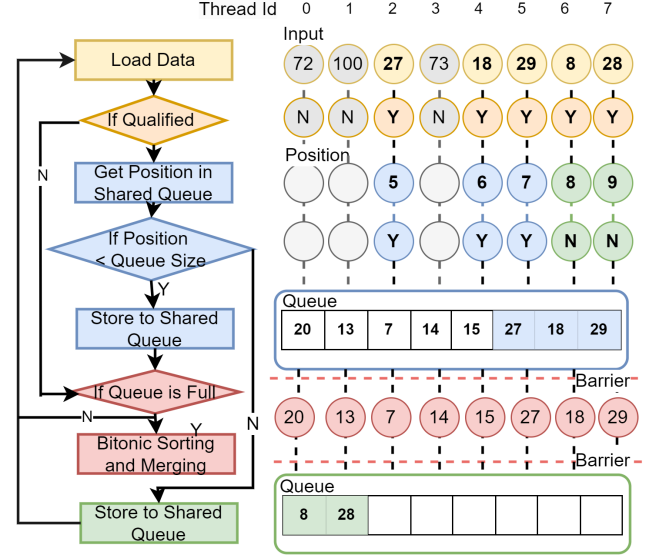 Thread Id 0 1 2 3 4 5 6 7
Input
Load Data
72 100 27 73 18 29 8 28
If Qualified
N N Y N Y Y Y Y
Position
N
Get Position in
Shared Queue
5 6 7 8 9
If Position
< Queue Size
Y Y Y N N
Y
Store to Shared
Queue
Queue
20 13 7 14 15 27 18 29
If Queue is Full
Barrier
N
Y
N
20 13 7 14 15 27 18 29
Bitonic Sorting
and Merging
Barrier
Store to Shared
Queue
Queue
8 28